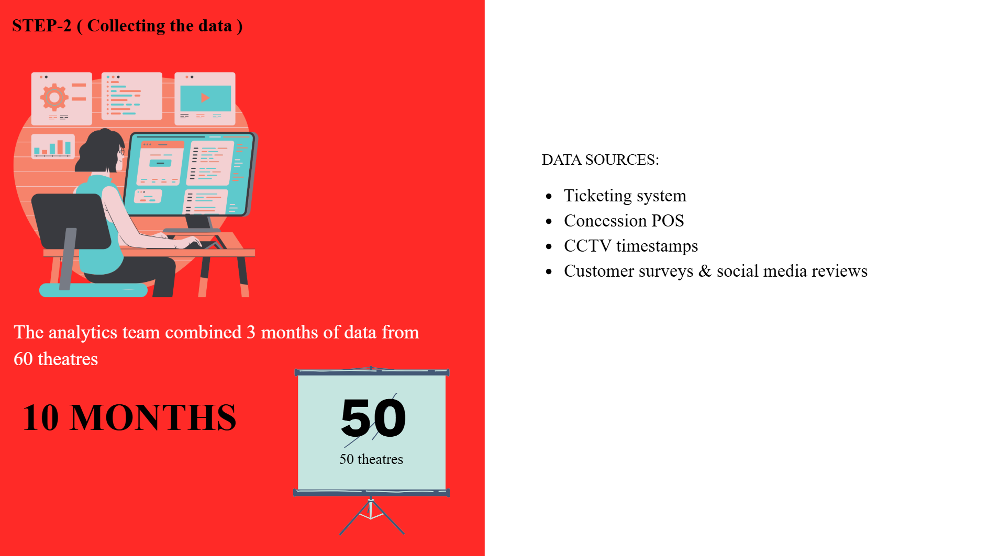 STEP-2 ( Collecting the data )
The analytics team combined 3 months of data from
60 theatres
10 MONTHS
50
50 theatres
DATA SOURCES:
• Ticketing system
• Concession POS
• CCTV timestamps
• Customer surveys & social media reviews